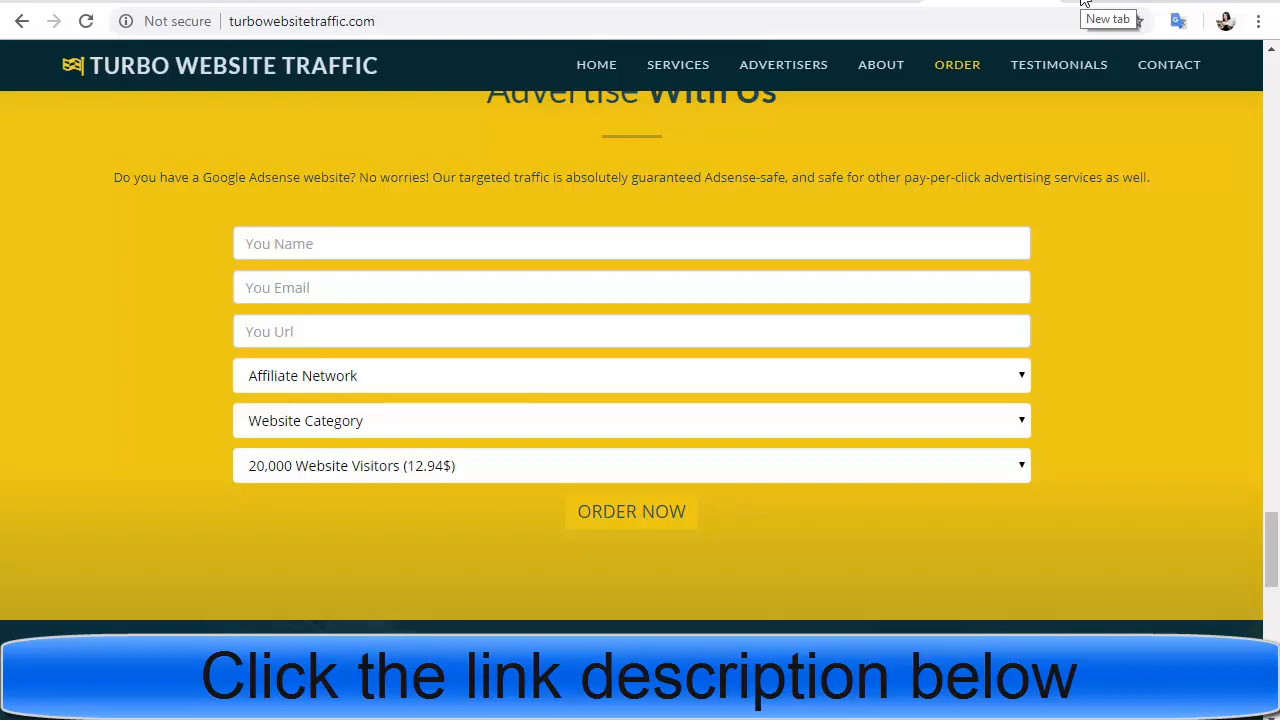 Not secure turbowebsitetraffic.com New tab
TURBO WEBSITE TRAFFIC HOME SERVICES ADVERTISERS ABOUT ORDER TESTIMONIALS CONTACT
Advertise With Us
Do you have a Google Adsense website? No worries! Our targeted traffic is absolutely guaranteed Adsense-safe, and safe for other pay-per-click advertising services as well.
You Name
You Email
You Url
Affiliate Network
Website Category
20,000 Website Visitors (12.94$)
ORDER NOW
Click the link description below